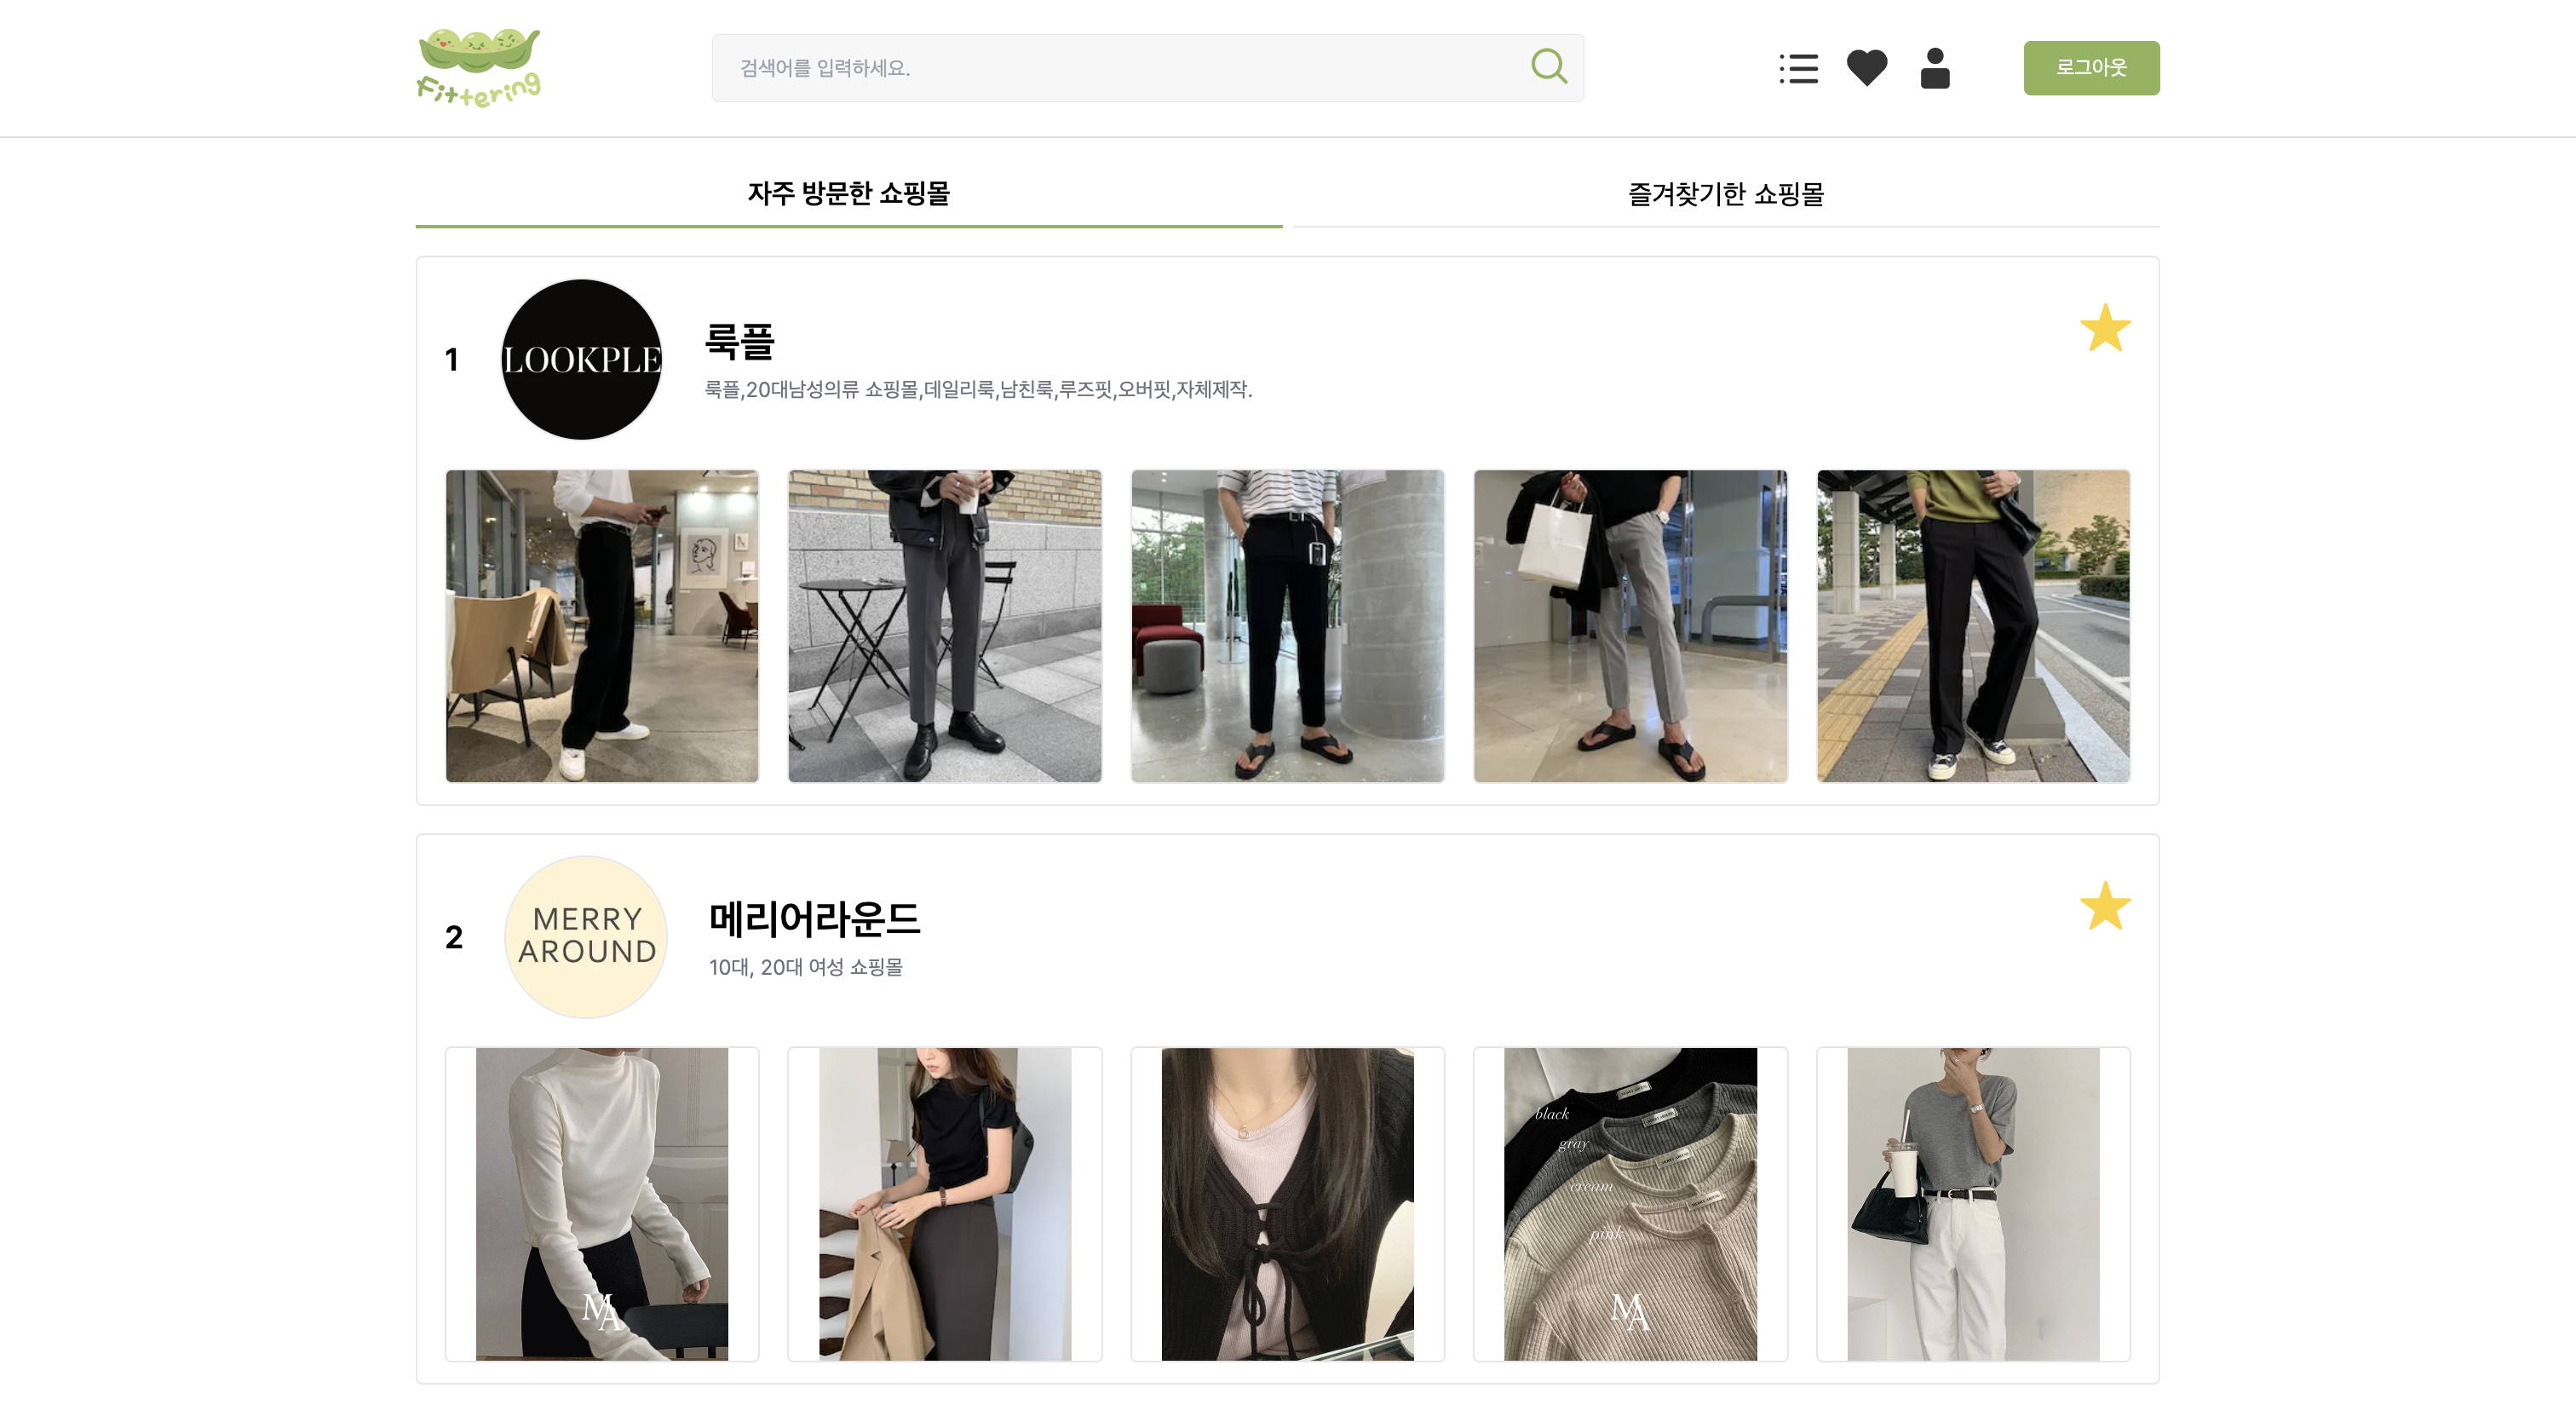 Fittering
검색어를 입력하세요.
로그아웃
자주 방문한 쇼핑몰
즐겨찾기한 쇼핑몰
1
LOOKPLE
룩플
룩플,20대남성의류 쇼핑몰,데일리룩,남친룩,루즈핏,오버핏,자체제작.
2
MERRY
AROUND
메리어라운드
10대, 20대 여성 쇼핑몰
MA
black
gray
cream
pink
MA